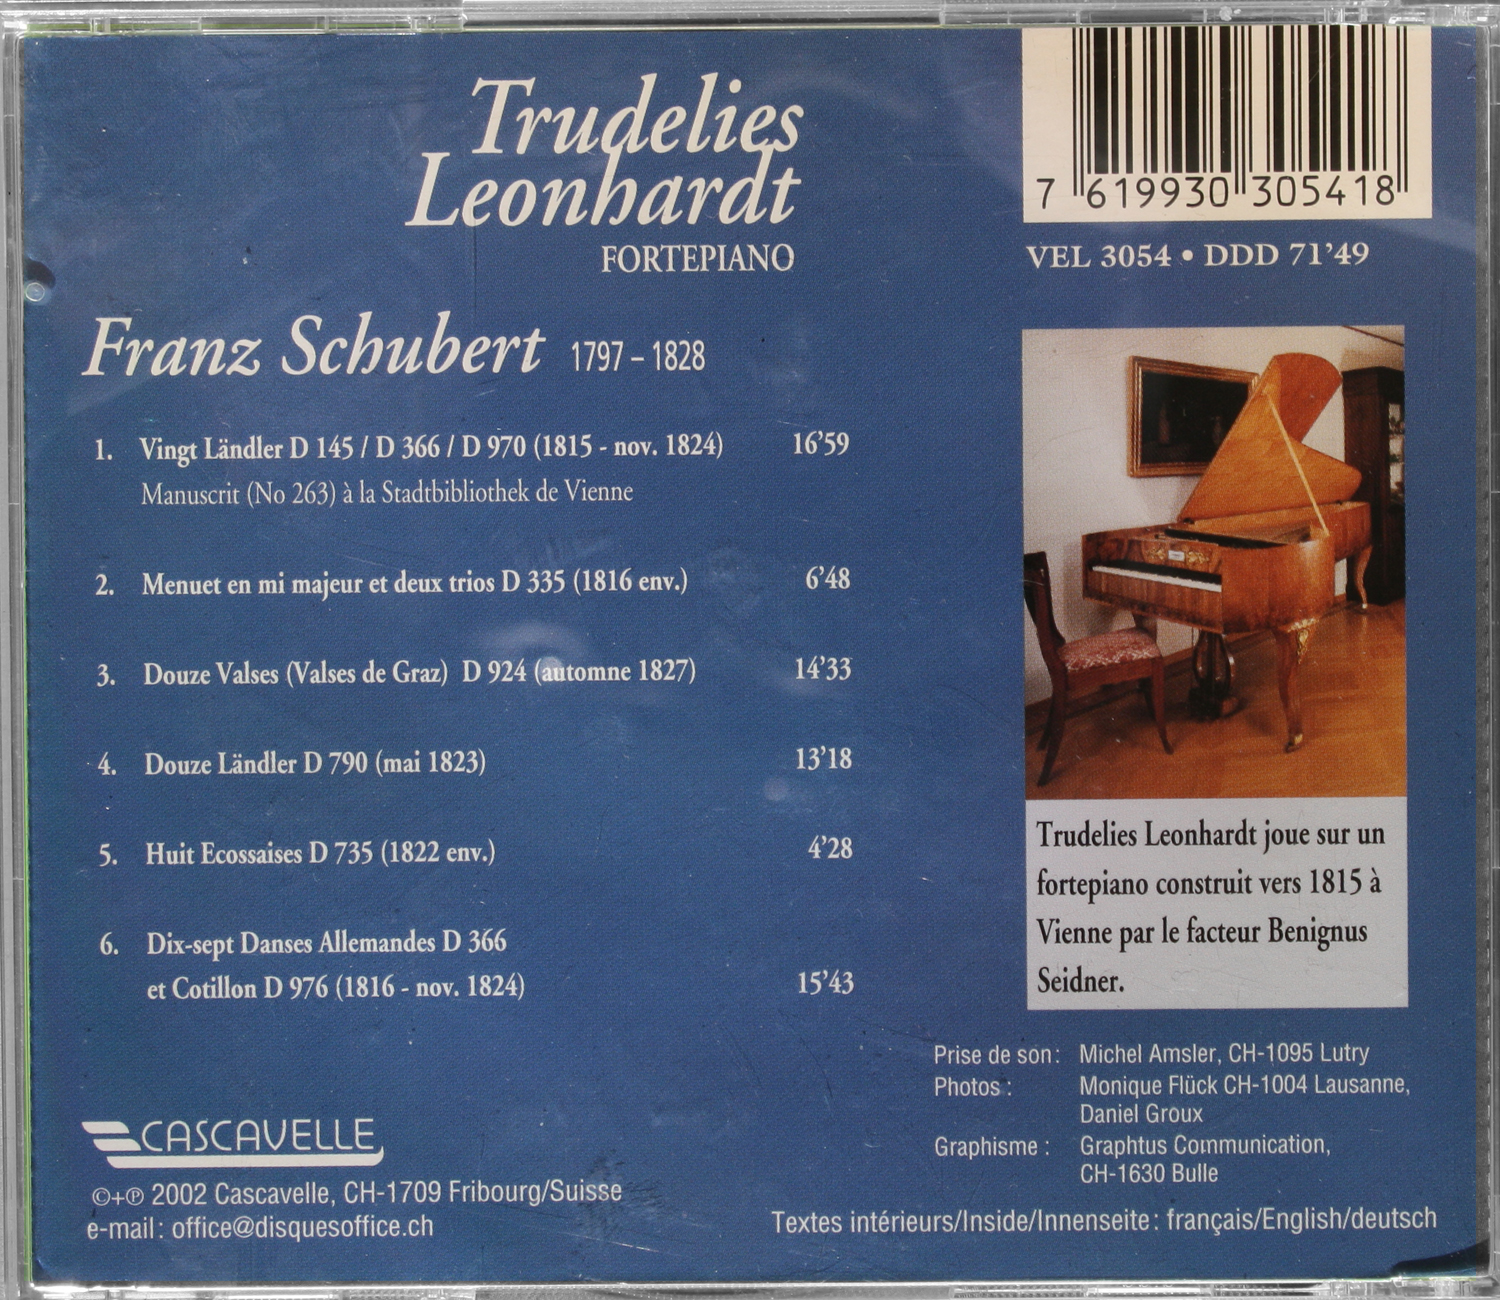 Trudelies
Leonhardt
FORTEPIANO
7 619930 305418
VEL 3054 • DDD 71'49
Franz Schubert 1797 – 1828
1. Vingt Ländler D 145 / D 366 / D 970 (1815 - nov. 1824) 16'59
Manuscrit (No 263) à la Stadtbibliothek de Vienne
2. Menuet en mi majeur et deux trios D 335 (1816 env.) 6'48
3. Douze Valses (Valses de Graz) D 924 (automne 1827) 14'33
4. Douze Ländler D 790 (mai 1823) 13'18
5. Huit Ecossaises D 735 (1822 env.) 4'28
6. Dix-sept Danses Allemandes D 366
et Cotillon D 976 (1816 - nov. 1824) 15'43
Trudelies Leonhardt joue sur un
fortepiano construit vers 1815 à
Vienne par le facteur Benignus
Seidner.
Prise de son: Michel Amsler, CH-1095 Lutry
Photos : Monique Flück CH-1004 Lausanne,
Daniel Groux
Graphisme : Graphtus Communication,
CH-1630 Bulle
CASCAVELLE
©+℗ 2002 Cascavelle, CH-1709 Fribourg/Suisse
e-mail: office@disquesoffice.ch
Textes intérieurs/Inside/Innenseite: français/English/deutsch